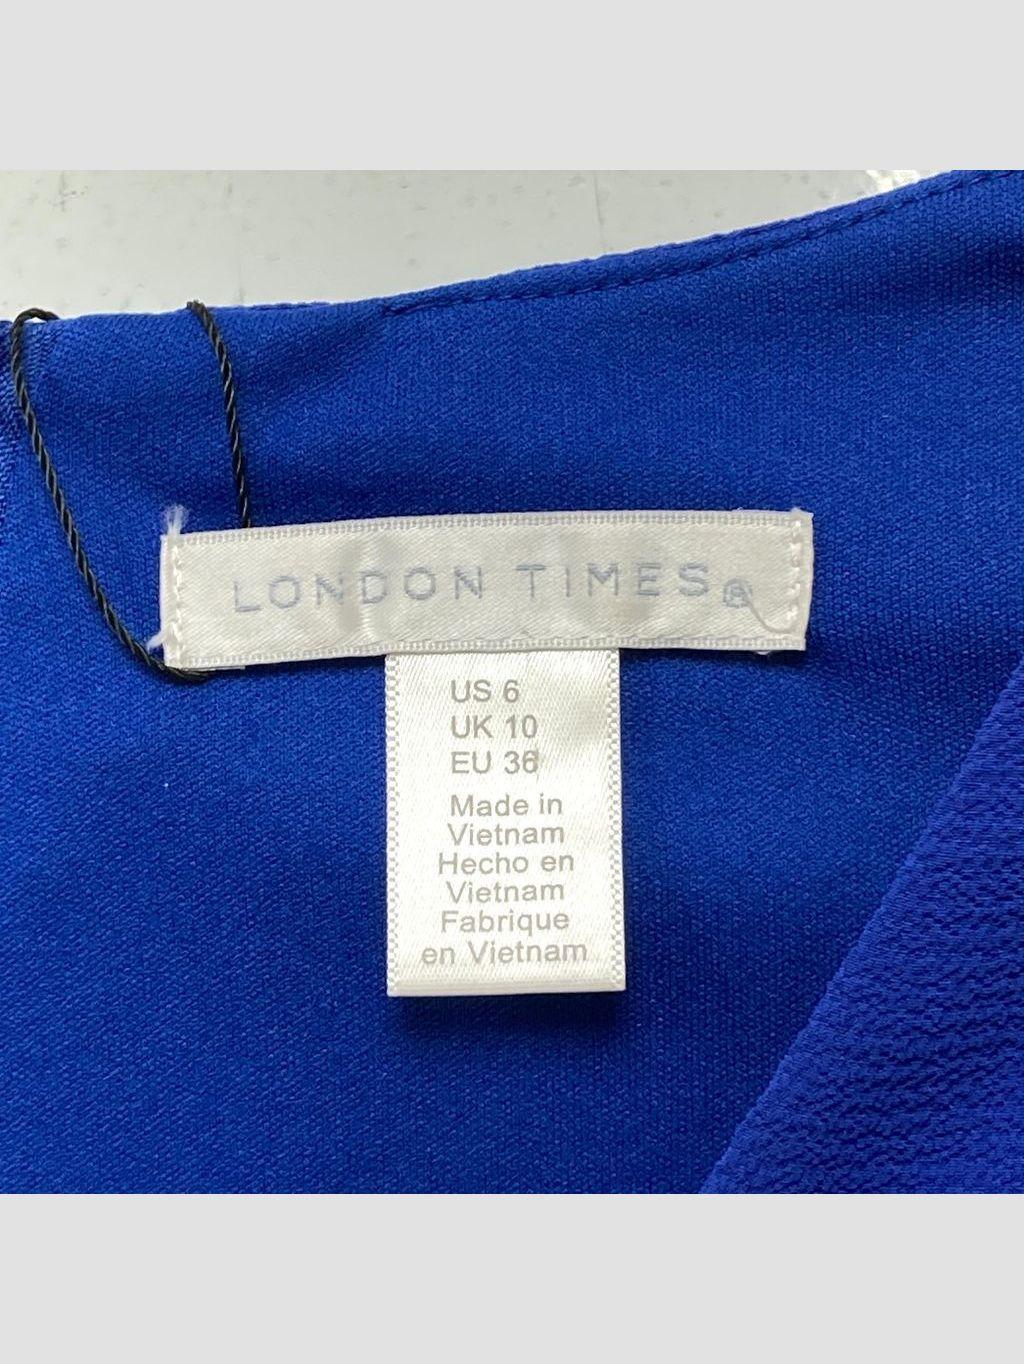 LONDON TIMES®
US 6
UK 10
EU 36
Made in
Vietnam
Hecho en
Vietnam
Fabrique
en Vietnam